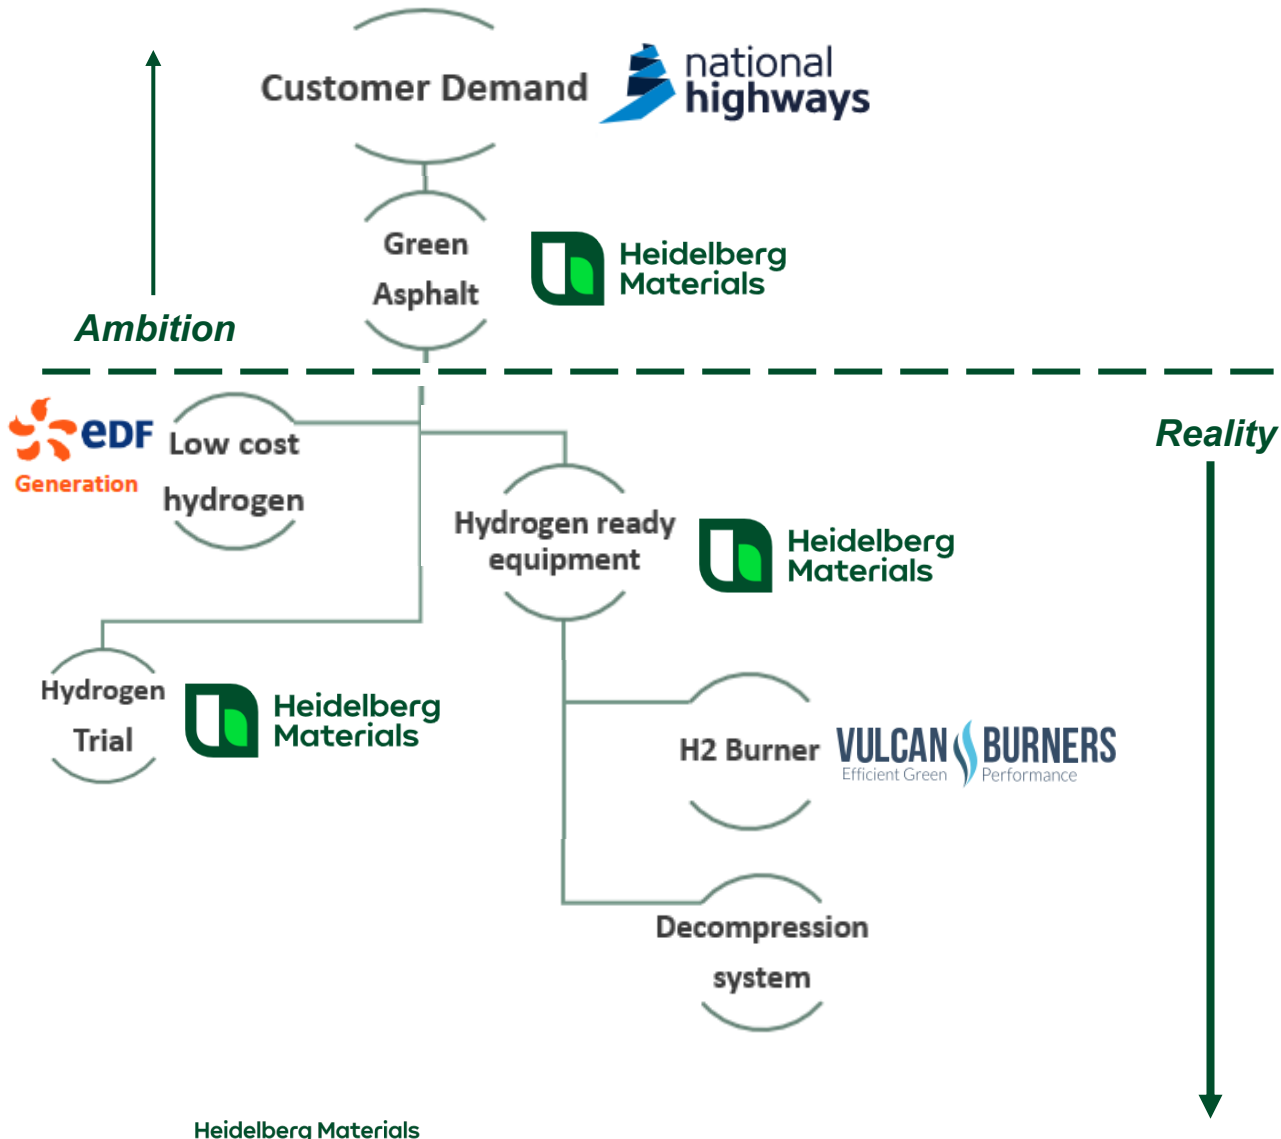 Customer Demand
national
highways
Green
Asphalt
Heidelberg
Materials
Ambition
EDF
Generation
Low cost
hydrogen
Reality
Hydrogen ready
equipment
Heidelberg
Materials
Hydrogen
Trial
Heidelberg
Materials
H2 Burner
VULCAN BURNERS
Efficient Green Performance
Decompression
system
Heidelberg Materials